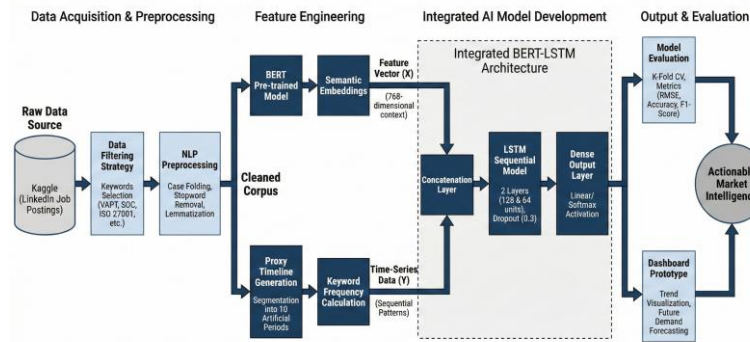 Data Acquisition & Preprocessing
Feature Engineering
Integrated AI Model Development
Output & Evaluation
Raw Data
Source
Kaggle
(LinkedIn Job
Postings)
Data
Filtering
Strategy
Keywords
Selection
(VAPT, SOC,
ISO 27001,
etc.)
NLP
Preprocessing
Case Folding,
Stopword
Removal,
Lemmatization
Cleaned
Corpus
BERT
Pre-trained
Model
Semantic
Embeddings
Feature
Vector (X)
(768-
dimensional
context)
Proxy Timeline
Generation
Segmentation
into 10
Artificial
Periods
Keyword
Frequency
Calculation
Time-Series
Data (Y)
(Sequential
Patterns)
Integrated BERT-LSTM
Architecture
Concatenation
Layer
LSTM
Sequential
Model
2 Layers
(128 & 64
units),
Dropout (0.3)
Dense
Output
Layer
Linear/
Softmax
Activation
Model
Evaluation
K-Fold CV,
Metrics
(RMSE,
Accuracy, F1-
Score)
Actionable
Market
Intelligence
Dashboard
Prototype
Trend
Visualization,
Future
Demand
Forecasting